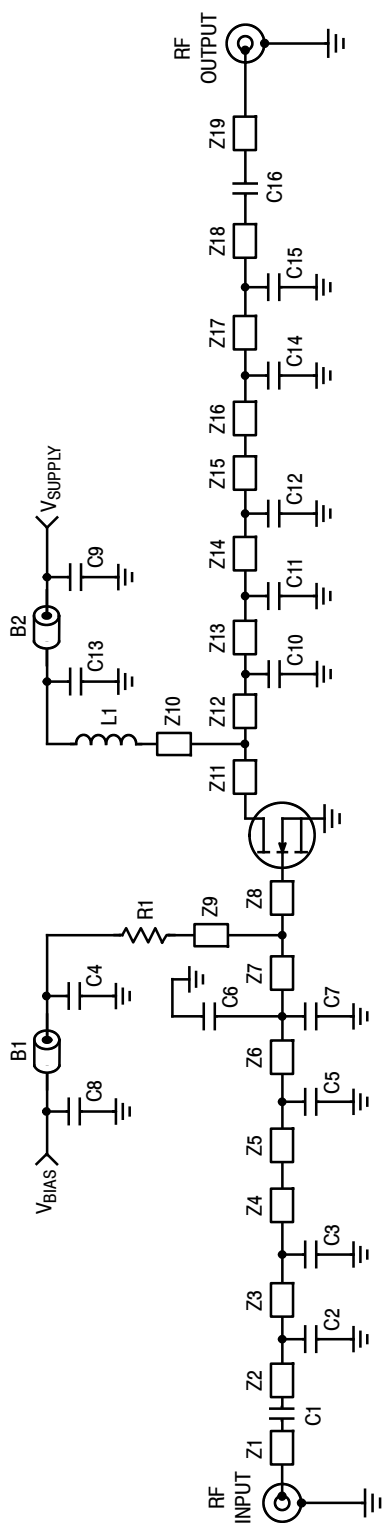 RF
INPUT
Z1
C1
Z2
C2
Z3
C3
Z4
Z5
C5
Z6
C6
C7
Z7
Z8
VBIAS
C8
B1
C4
R1
Z9
Z11
Z10
L1
C13
B2
C9
VSUPPLY
Z12
C10
Z13
C11
Z14
C12
Z15
Z16
C14
Z17
C15
Z18
C16
Z19
RF
OUTPUT